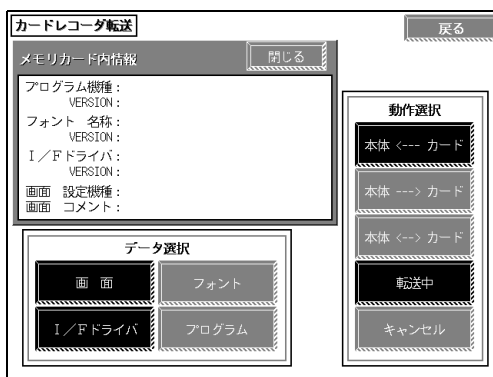 カードレコーダ転送
戻る
メモリカード内情報
閉じる
プログラム機種：
VERSION：
フォント 名称：
VERSION：
I／Fドライバ：
VERSION：
画面 設定機種：
画面 コメント：
動作選択
本体 <--- カード
本体 ---> カード
本体 <--> カード
転送中
キャンセル
データ選択
画 面
フォント
I／Fドライバ
プログラム